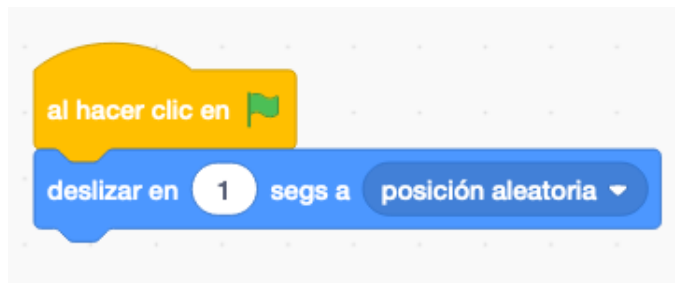 al hacer clic en
deslizar en 1 segs a posición aleatoria